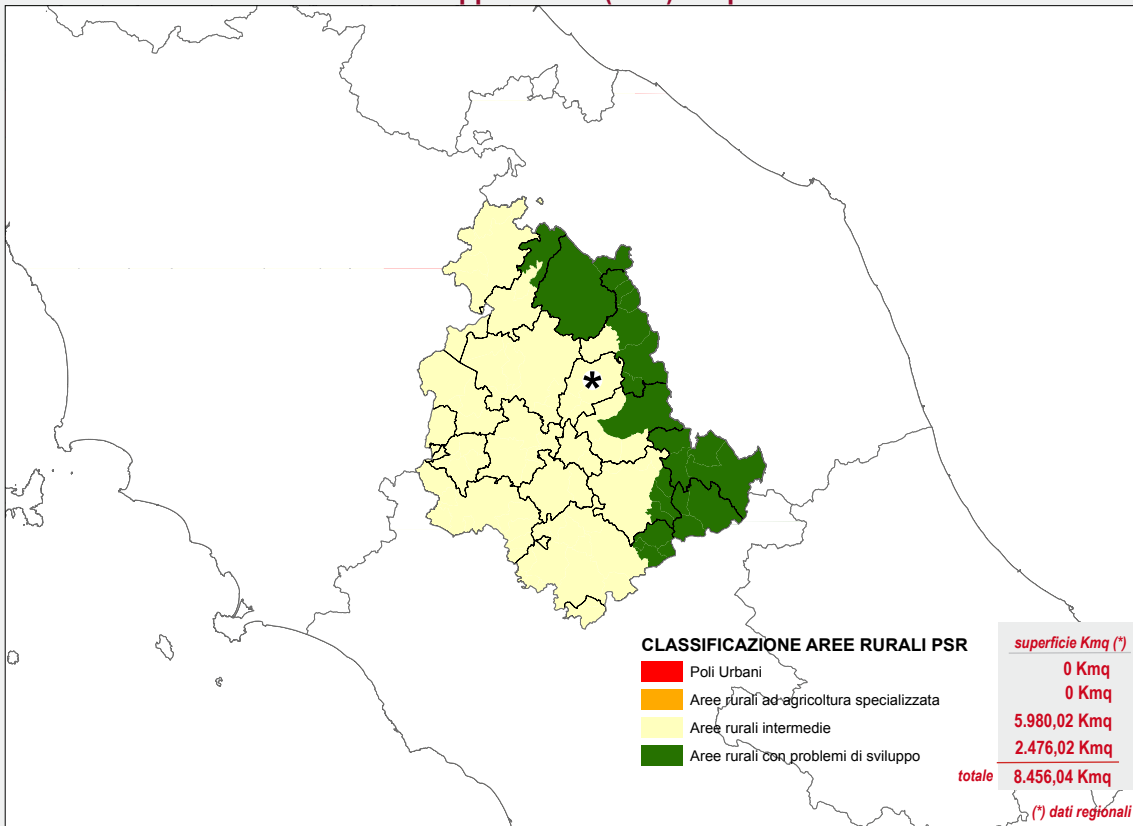 CLASSIFICAZIONE AREE RURALI PSR
superficie Kmq (*)
Poli Urbani
0 Kmq
Aree rurali ad agricoltura specializzata
0 Kmq
Aree rurali intermedie
5.980,02 Kmq
Aree rurali con problemi di sviluppo
2.476,02 Kmq
totale 8.456,04 Kmq
(*) dati regionali
*